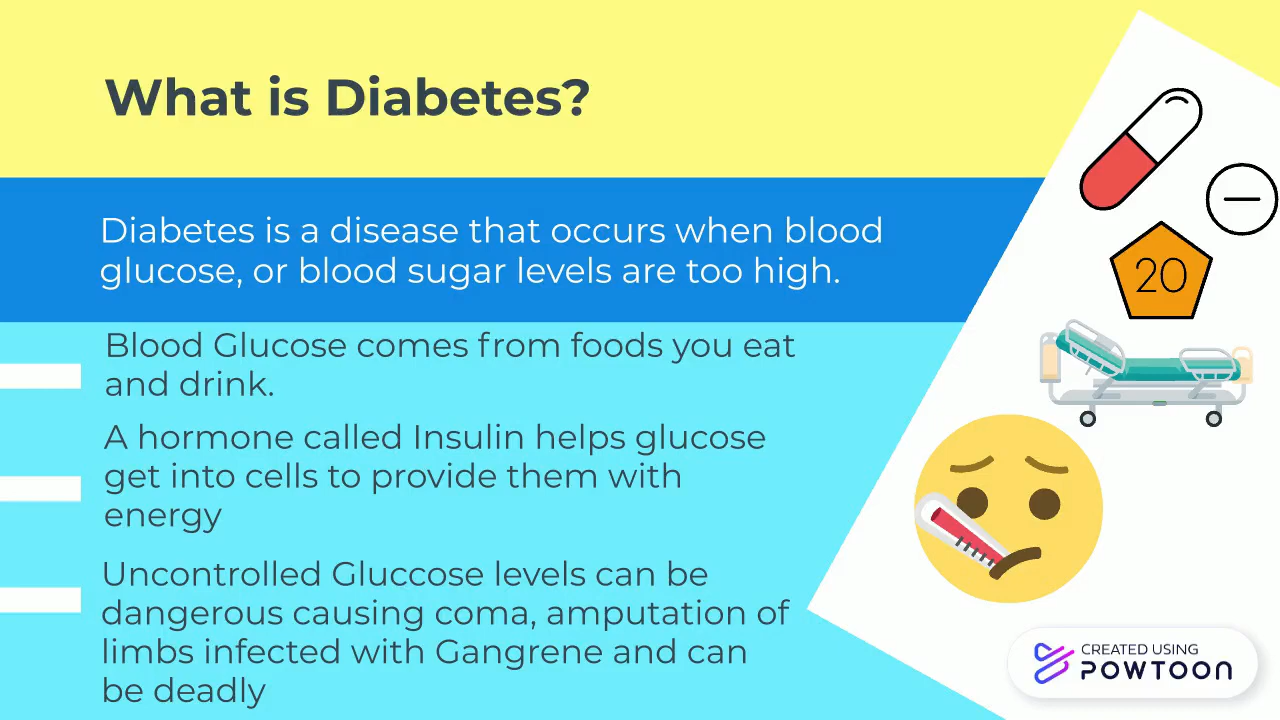 What is Diabetes?
Diabetes is a disease that occurs when blood
glucose, or blood sugar levels are too high.
Blood Glucose comes from foods you eat
and drink.
A hormone called Insulin helps glucose
get into cells to provide them with
energy
Uncontrolled Gluccose levels can be
dangerous causing coma, amputation of
limbs infected with Gangrene and can
be deadly
20
CREATED USING
POWTOON